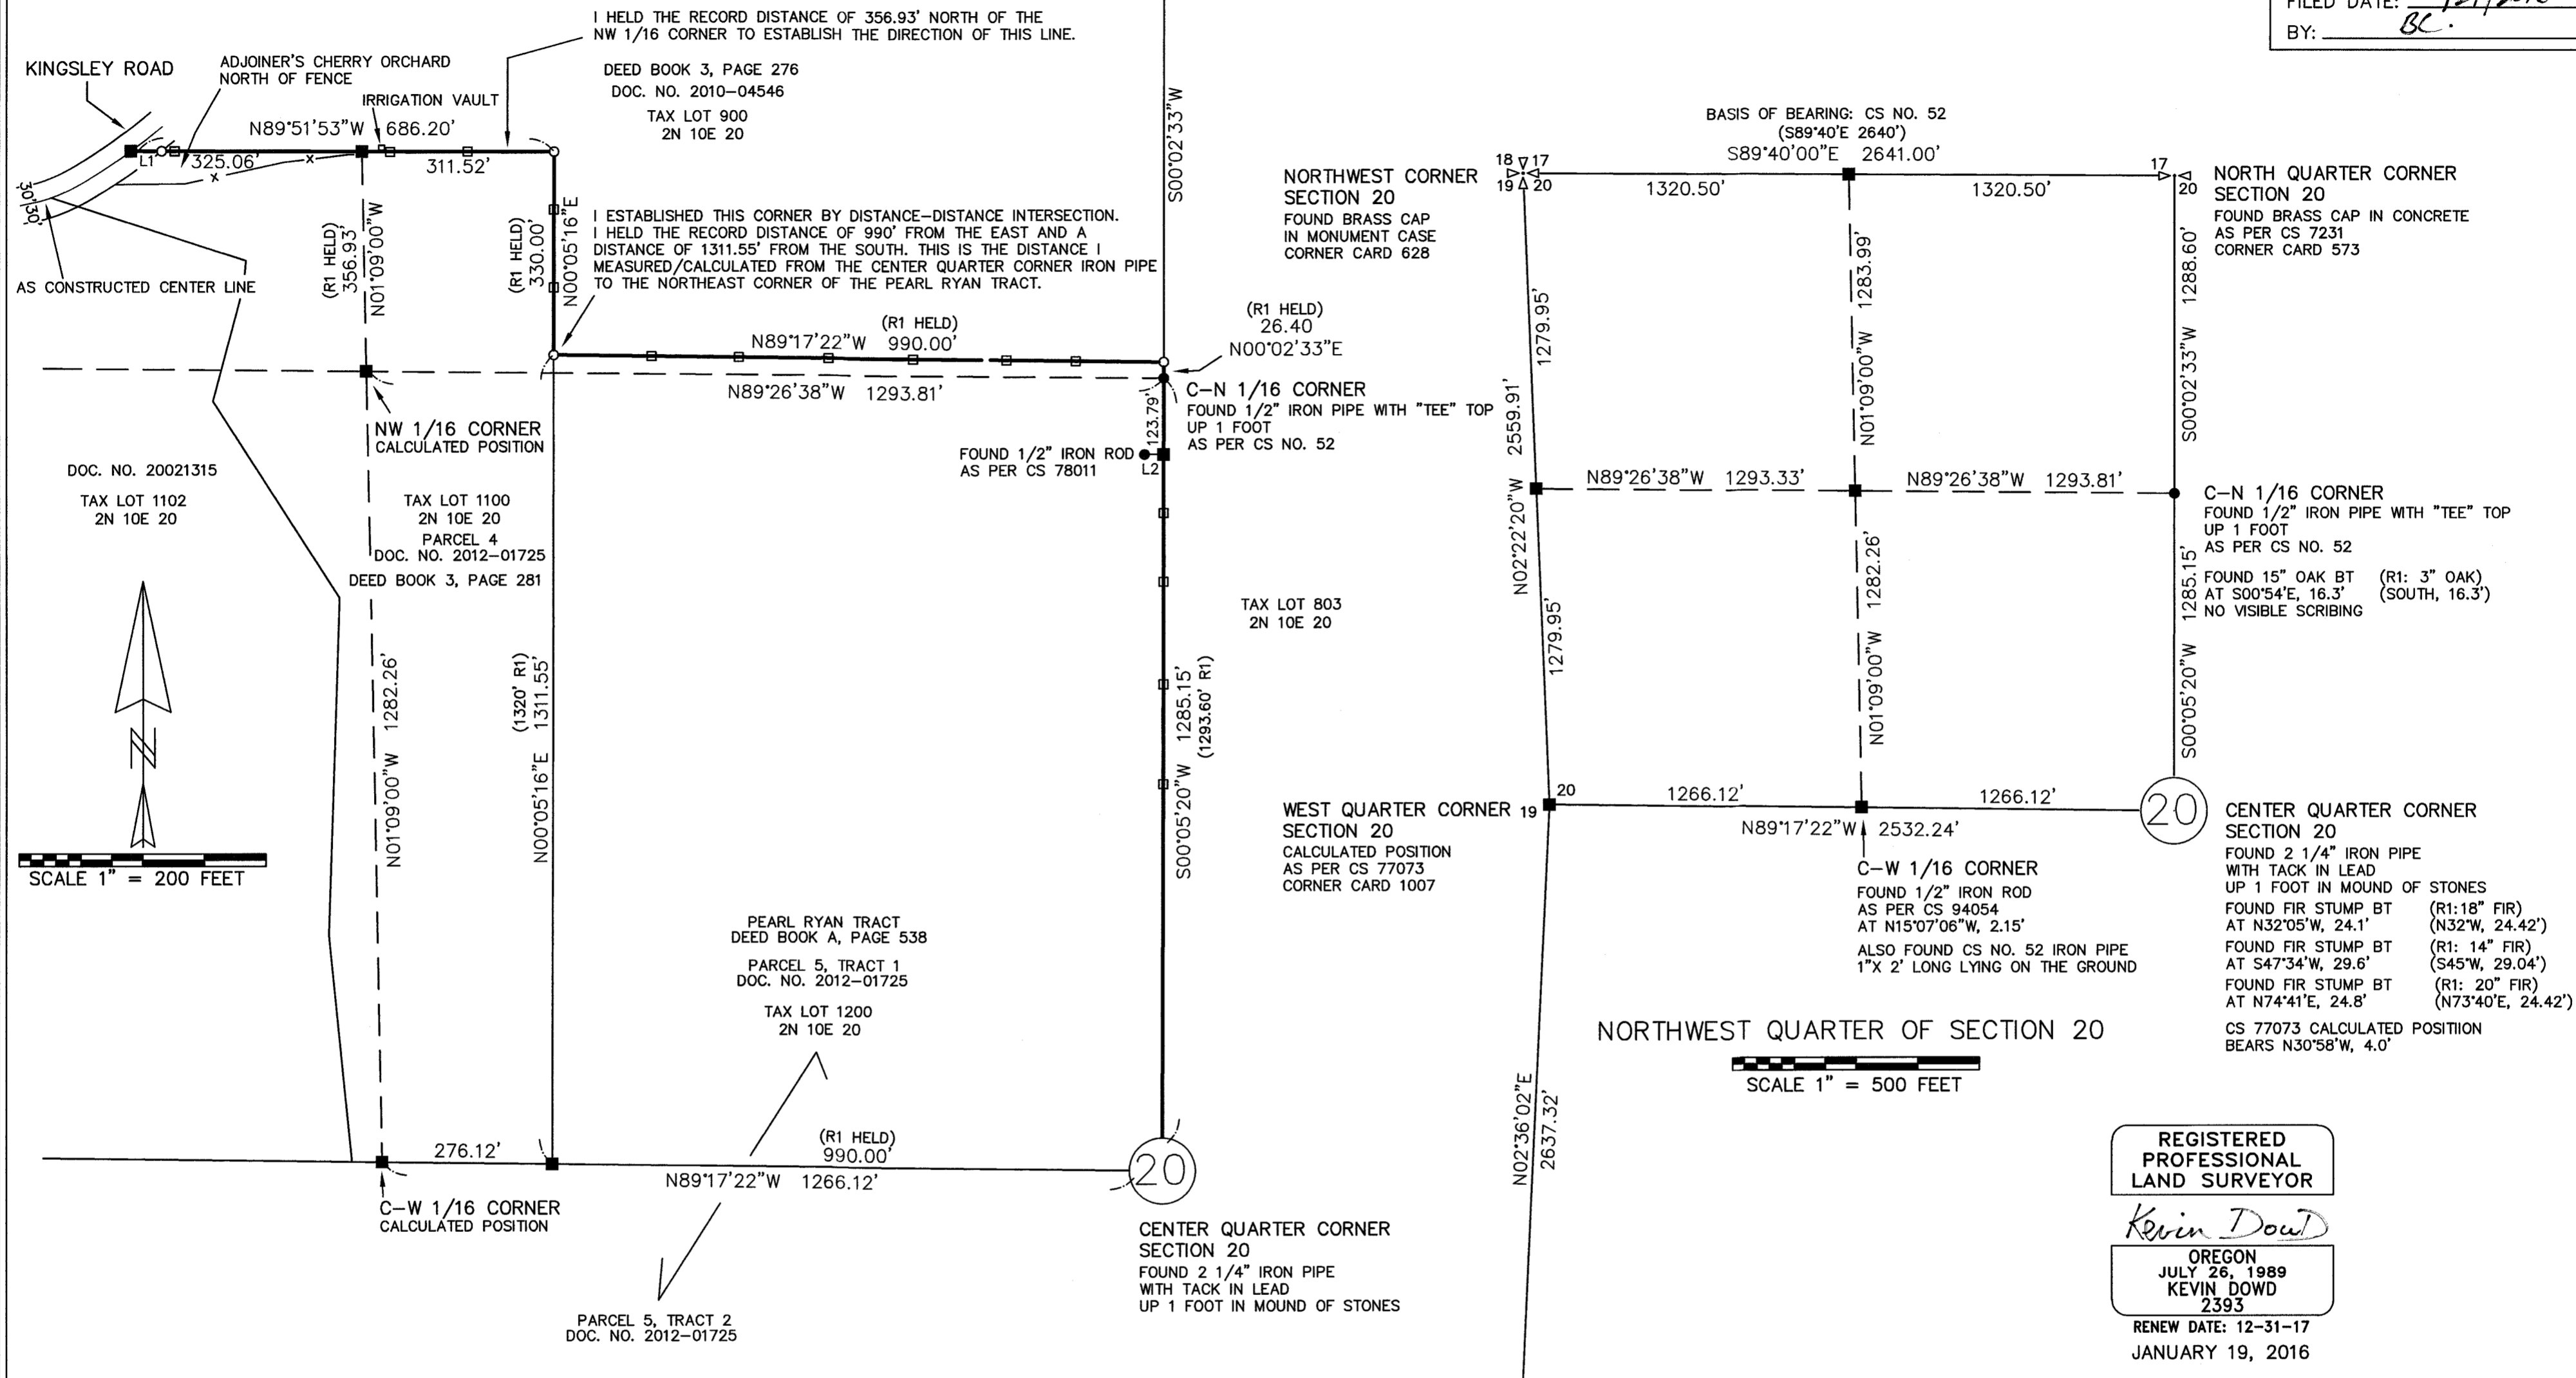 FILED DATE:
BY: BC.
I HELD THE RECORD DISTANCE OF 356.93' NORTH OF THE
NW 1/16 CORNER TO ESTABLISH THE DIRECTION OF THIS LINE.
KINGSLEY ROAD
ADJOINER'S CHERRY ORCHARD
NORTH OF FENCE
IRRIGATION VAULT
DEED BOOK 3, PAGE 276
DOC. NO. 2010-04546
TAX LOT 900
2N 10E 20
N89°51'53"W 686.20'
L1
325.06'
x
x
311.52'
30'
30'
AS CONSTRUCTED CENTER LINE
(R1 HELD)
356.93'
N01°09'00"W
(R1 HELD)
330.00'
N00°05'16"E
S00°02'33"W
I ESTABLISHED THIS CORNER BY DISTANCE-DISTANCE INTERSECTION.
I HELD THE RECORD DISTANCE OF 990' FROM THE EAST AND A
DISTANCE OF 1311.55' FROM THE SOUTH. THIS IS THE DISTANCE I
MEASURED/CALCULATED FROM THE CENTER QUARTER CORNER IRON PIPE
TO THE NORTHEAST CORNER OF THE PEARL RYAN TRACT.
(R1 HELD)
N89°17'22"W 990.00'
(R1 HELD)
26.40
N00°02'33"E
N89°26'38"W 1293.81'
C-N 1/16 CORNER
FOUND 1/2" IRON PIPE WITH "TEE" TOP
UP 1 FOOT
AS PER CS NO. 52
123.79'
FOUND 1/2" IRON ROD
AS PER CS 78011
L2
NW 1/16 CORNER
CALCULATED POSITION
DOC. NO. 20021315
TAX LOT 1102
2N 10E 20
TAX LOT 1100
2N 10E 20
PARCEL 4
DOC. NO. 2012-01725
DEED BOOK 3, PAGE 281
TAX LOT 803
2N 10E 20
N
SCALE 1" = 200 FEET
N01°09'00"W 1282.26'
(1320' R1)
N00°05'16"E 1311.55'
S00°05'20"W 1285.15'
(1293.60' R1)
PEARL RYAN TRACT
DEED BOOK A, PAGE 538
PARCEL 5, TRACT 1
DOC. NO. 2012-01725
TAX LOT 1200
2N 10E 20
276.12'
(R1 HELD)
990.00'
N89°17'22"W 1266.12'
20
C-W 1/16 CORNER
CALCULATED POSITION
CENTER QUARTER CORNER
SECTION 20
FOUND 2 1/4" IRON PIPE
WITH TACK IN LEAD
UP 1 FOOT IN MOUND OF STONES
PARCEL 5, TRACT 2
DOC. NO. 2012-01725
BASIS OF BEARING: CS NO. 52
(S89°40'E 2640')
S89°40'00"E 2641.00'
18 17
19 20
1320.50'
1320.50'
17
20
NORTHWEST CORNER
SECTION 20
FOUND BRASS CAP
IN MONUMENT CASE
CORNER CARD 628
NORTH QUARTER CORNER
SECTION 20
FOUND BRASS CAP IN CONCRETE
AS PER CS 7231
CORNER CARD 573
1279.95'
N02°22'20"W 2559.91'
1279.95'
N01°09'00"W 1283.99'
S00°02'33"W 1288.60'
N89°26'38"W 1293.33'
N89°26'38"W 1293.81'
C-N 1/16 CORNER
FOUND 1/2" IRON PIPE WITH "TEE" TOP
UP 1 FOOT
AS PER CS NO. 52
FOUND 15" OAK BT (R1: 3" OAK)
AT S00°54'E, 16.3' (SOUTH, 16.3')
NO VISIBLE SCRIBING
N01°09'00"W 1282.26'
S00°05'20"W 1285.15'
WEST QUARTER CORNER
SECTION 20
CALCULATED POSITION
AS PER CS 77073
CORNER CARD 1007
19
20
1266.12'
1266.12'
N89°17'22"W 2532.24'
20
C-W 1/16 CORNER
FOUND 1/2" IRON ROD
AS PER CS 94054
AT N15°07'06"W, 2.15'
ALSO FOUND CS NO. 52 IRON PIPE
1"X 2' LONG LYING ON THE GROUND
CENTER QUARTER CORNER
SECTION 20
FOUND 2 1/4" IRON PIPE
WITH TACK IN LEAD
UP 1 FOOT IN MOUND OF STONES
FOUND FIR STUMP BT (R1:18" FIR)
AT N32°05'W, 24.1' (N32°W, 24.42')
FOUND FIR STUMP BT (R1: 14" FIR)
AT S47°34'W, 29.6' (S45°W, 29.04')
FOUND FIR STUMP BT (R1: 20" FIR)
AT N74°41'E, 24.8' (N73°40'E, 24.42')
CS 77073 CALCULATED POSITIION
BEARS N30°58'W, 4.0'
NORTHWEST QUARTER OF SECTION 20
SCALE 1" = 500 FEET
N02°36'02"E 2637.32'
REGISTERED
PROFESSIONAL
LAND SURVEYOR
Kevin Dowd
OREGON
JULY 26, 1989
KEVIN DOWD
2393
RENEW DATE: 12-31-17
JANUARY 19, 2016